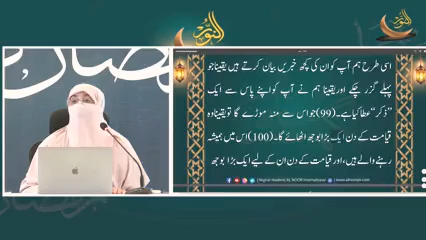 النُّور
اسی طرح ہم آپ کو ان کی کچھ خبریں بیان کرتے ہیں یقیناً جو
پہلے گزر چکے اور یقیناً ہم نے آپ کو اپنے پاس سے ایک
”ذکر“ عطا کیا ہے۔(99) جو اس سے منہ موڑے گا تو یقیناً وہ
قیامت کے دن ایک بڑا بوجھ اٹھائے گا۔(100) اس میں ہمیشہ
رہنے والے ہیں، اور قیامت کے دن ان کے لیے ایک بڑا بوجھ